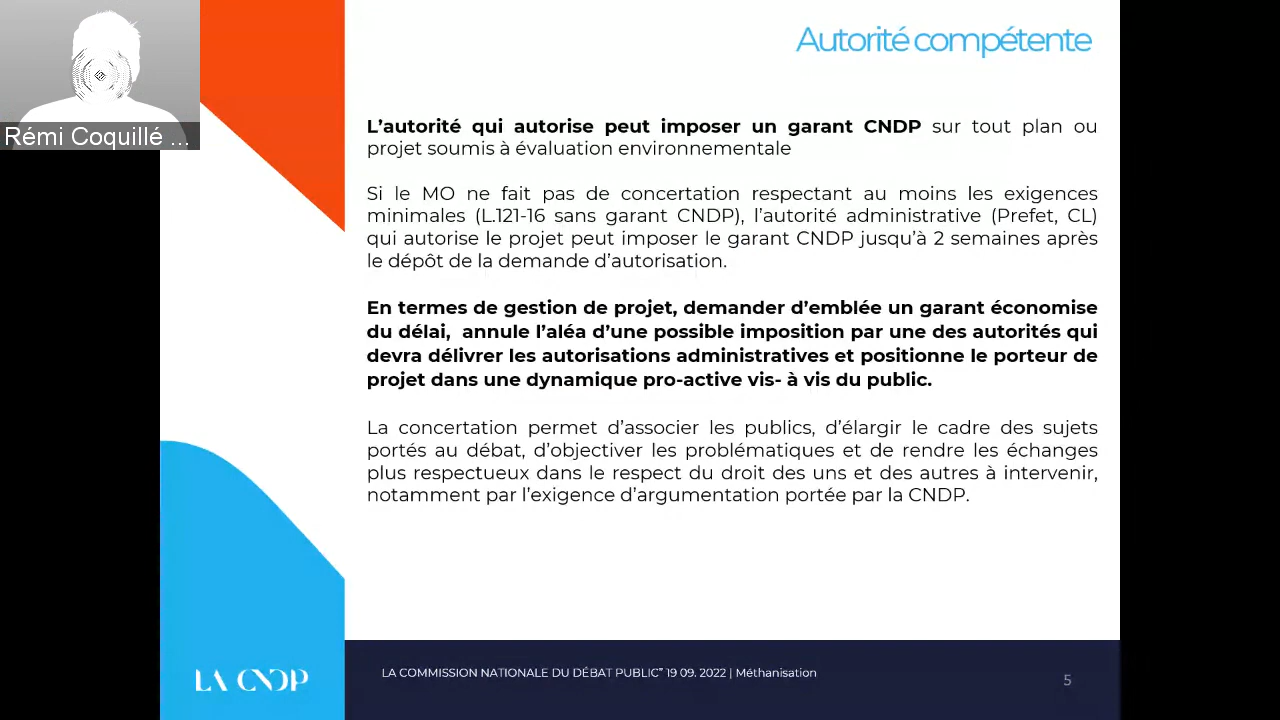 Autorité compétente
Rémi Coquillé ...
L’autorité qui autorise peut imposer un garant CNDP sur tout plan ou
projet soumis à évaluation environnementale
Si le MO ne fait pas de concertation respectant au moins les exigences
minimales (L.121-16 sans garant CNDP), l’autorité administrative (Prefet, CL)
qui autorise le projet peut imposer le garant CNDP jusqu’à 2 semaines après
le dépôt de la demande d’autorisation.
En termes de gestion de projet, demander d’emblée un garant économise
du délai,  annule l’aléa d’une possible imposition par une des autorités qui
devra délivrer les autorisations administratives et positionne le porteur de
projet dans une dynamique pro-active vis- à vis du public.
La concertation permet d’associer les publics, d’élargir le cadre des sujets
portés au débat, d’objectiver les problématiques et de rendre les échanges
plus respectueux dans le respect du droit des uns et des autres à intervenir,
notamment par l’exigence d’argumentation portée par la CNDP.
LA CNDP
LA COMMISSION NATIONALE DU DÉBAT PUBLIC” 19 09. 2022 | Méthanisation
5